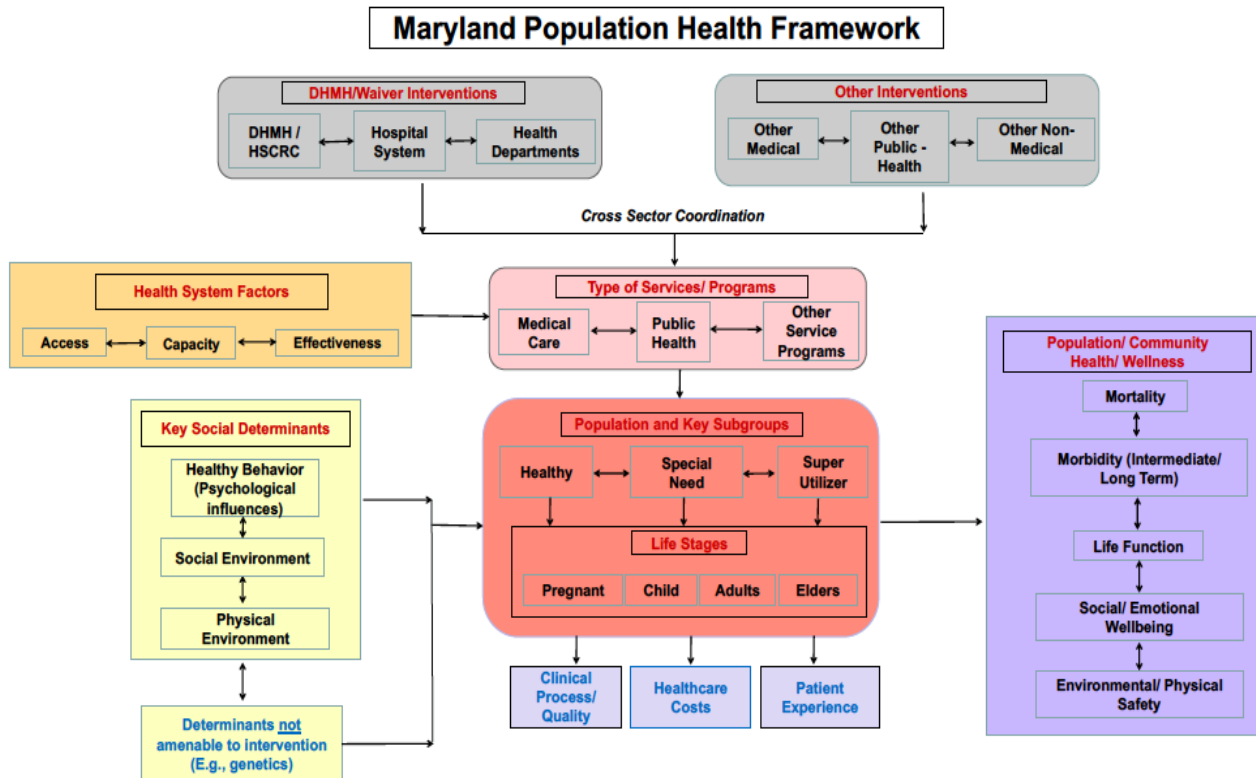 Maryland Population Health Framework
DHMH/Waiver Interventions
DHMH /
HSCRC
Hospital
System
Health
Departments
Other Interventions
Other
Medical
Other
Public -
Health
Other Non-
Medical
Cross Sector Coordination
Health System Factors
Access
Capacity
Effectiveness
Type of Services/ Programs
Medical
Care
Public
Health
Other
Service
Programs
Key Social Determinants
Healthy Behavior
(Psychological
influences)
Social Environment
Physical
Environment
Determinants not
amenable to intervention
(E.g., genetics)
Population and Key Subgroups
Healthy
Special
Need
Super
Utilizer
Life Stages
Pregnant
Child
Adults
Elders
Clinical
Process/
Quality
Healthcare
Costs
Patient
Experience
Population/ Community
Health/ Wellness
Mortality
Morbidity (Intermediate/
Long Term)
Life Function
Social/ Emotional
Wellbeing
Environmental/ Physical
Safety